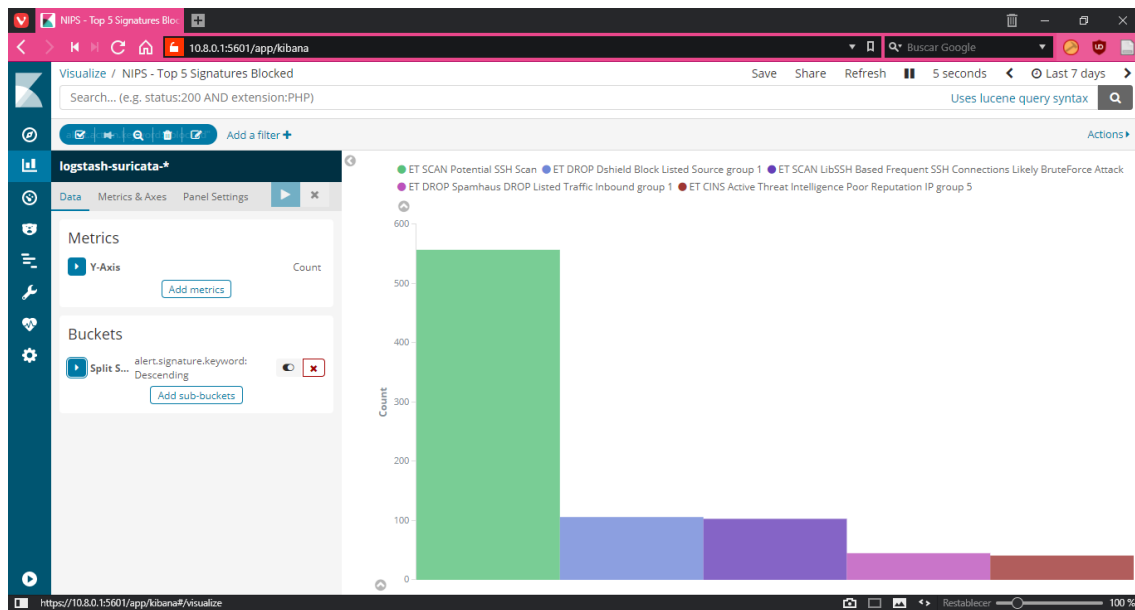 NIPS - Top 5 Signatures Bloc
10.8.0.1:5601/app/kibana
Buscar Google
Visualize / NIPS - Top 5 Signatures Blocked
Save Share Refresh 5 seconds Last 7 days
Search... (e.g. status:200 AND extension:PHP)
Uses lucene query syntax
Add a filter
Actions
logstash-suricata-*
Data Metrics & Axes Panel Settings
Metrics
Y-Axis Count
Add metrics
Buckets
Split S... alert.signature.keyword:
Descending
Add sub-buckets
ET SCAN Potential SSH Scan ET DROP Dshield Block Listed Source group 1 ET SCAN LibSSH Based Frequent SSH Connections Likely BruteForce Attack
ET DROP Spamhaus DROP Listed Traffic Inbound group 1 ET CINS Active Threat Intelligence Poor Reputation IP group 5
600
500
400
300
200
100
0
Count
https://10.8.0.1:5601/app/kibana#/visualize
Restablecer 100 %